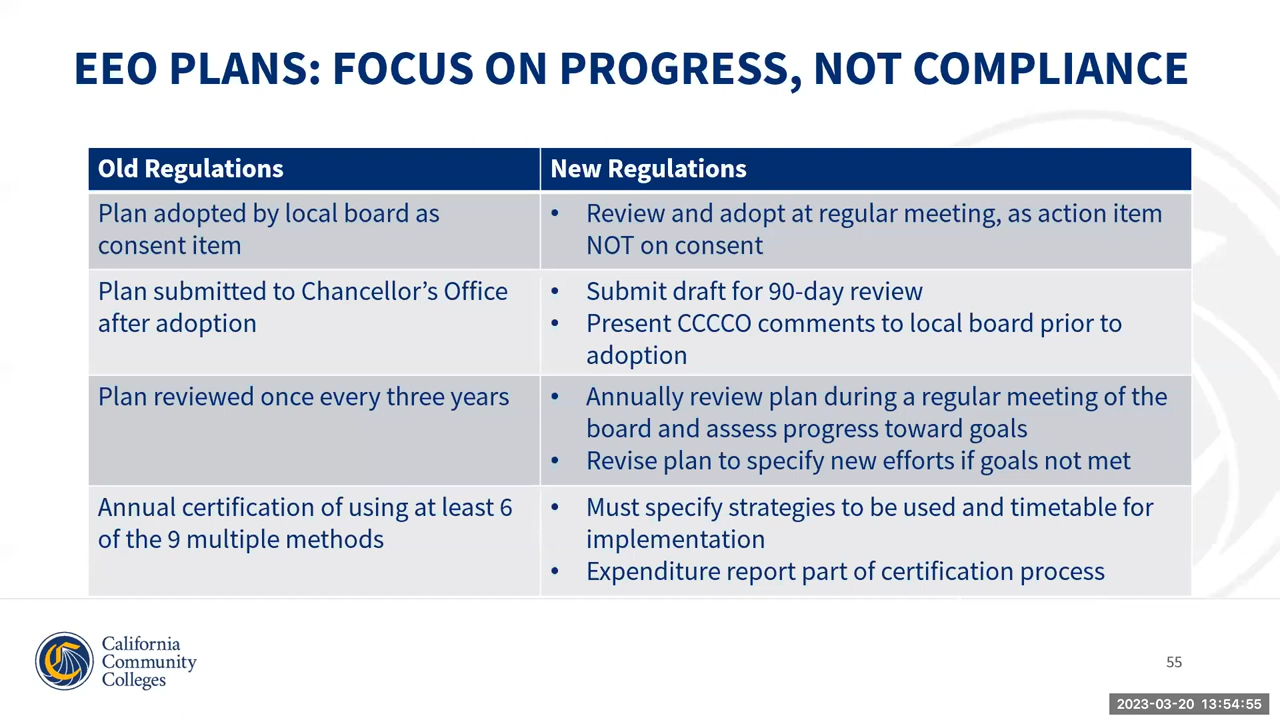 EEO PLANS: FOCUS ON PROGRESS, NOT COMPLIANCE
Old Regulations
New Regulations
Plan adopted by local board as
consent item
• Review and adopt at regular meeting, as action item
NOT on consent
Plan submitted to Chancellor’s Office
after adoption
• Submit draft for 90-day review
• Present CCCCO comments to local board prior to
adoption
Plan reviewed once every three years
• Annually review plan during a regular meeting of the
board and assess progress toward goals
• Revise plan to specify new efforts if goals not met
Annual certification of using at least 6
of the 9 multiple methods
• Must specify strategies to be used and timetable for
implementation
• Expenditure report part of certification process
California
Community
Colleges
55
2023-03-20 13:54:55